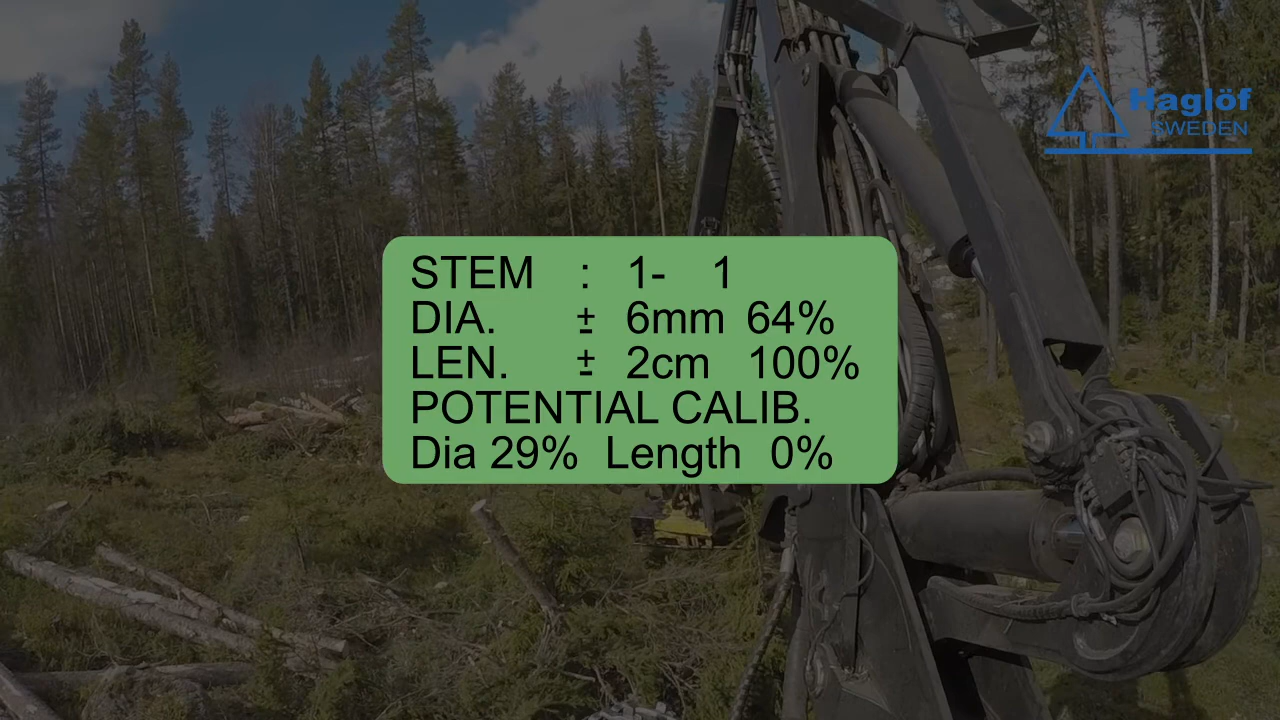 Haglöf
SWEDEN
STEM : 1- 1
DIA. ± 6mm 64%
LEN. ± 2cm 100%
POTENTIAL CALIB.
Dia 29% Length 0%